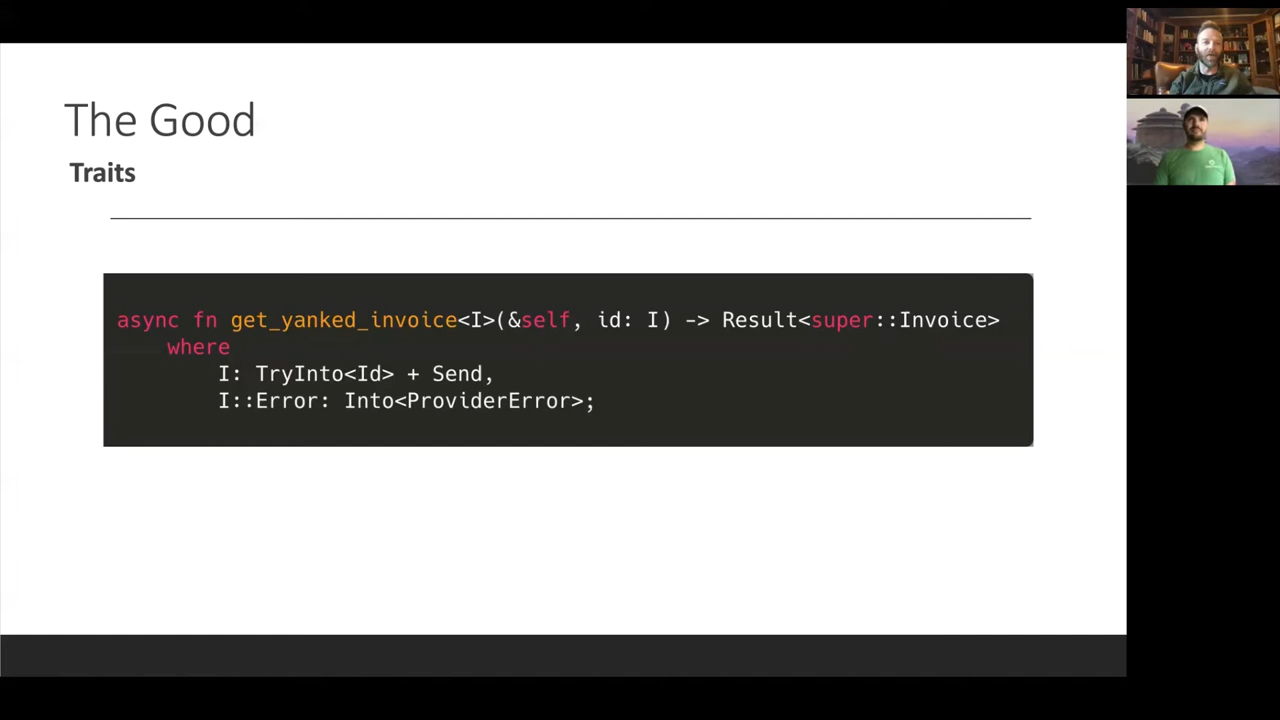 The Good
Traits
async fn get_yanked_invoice<I>(&self, id: I) -> Result<super::Invoice>
where
I: TryInto<Id> + Send,
I::Error: Into<ProviderError>;